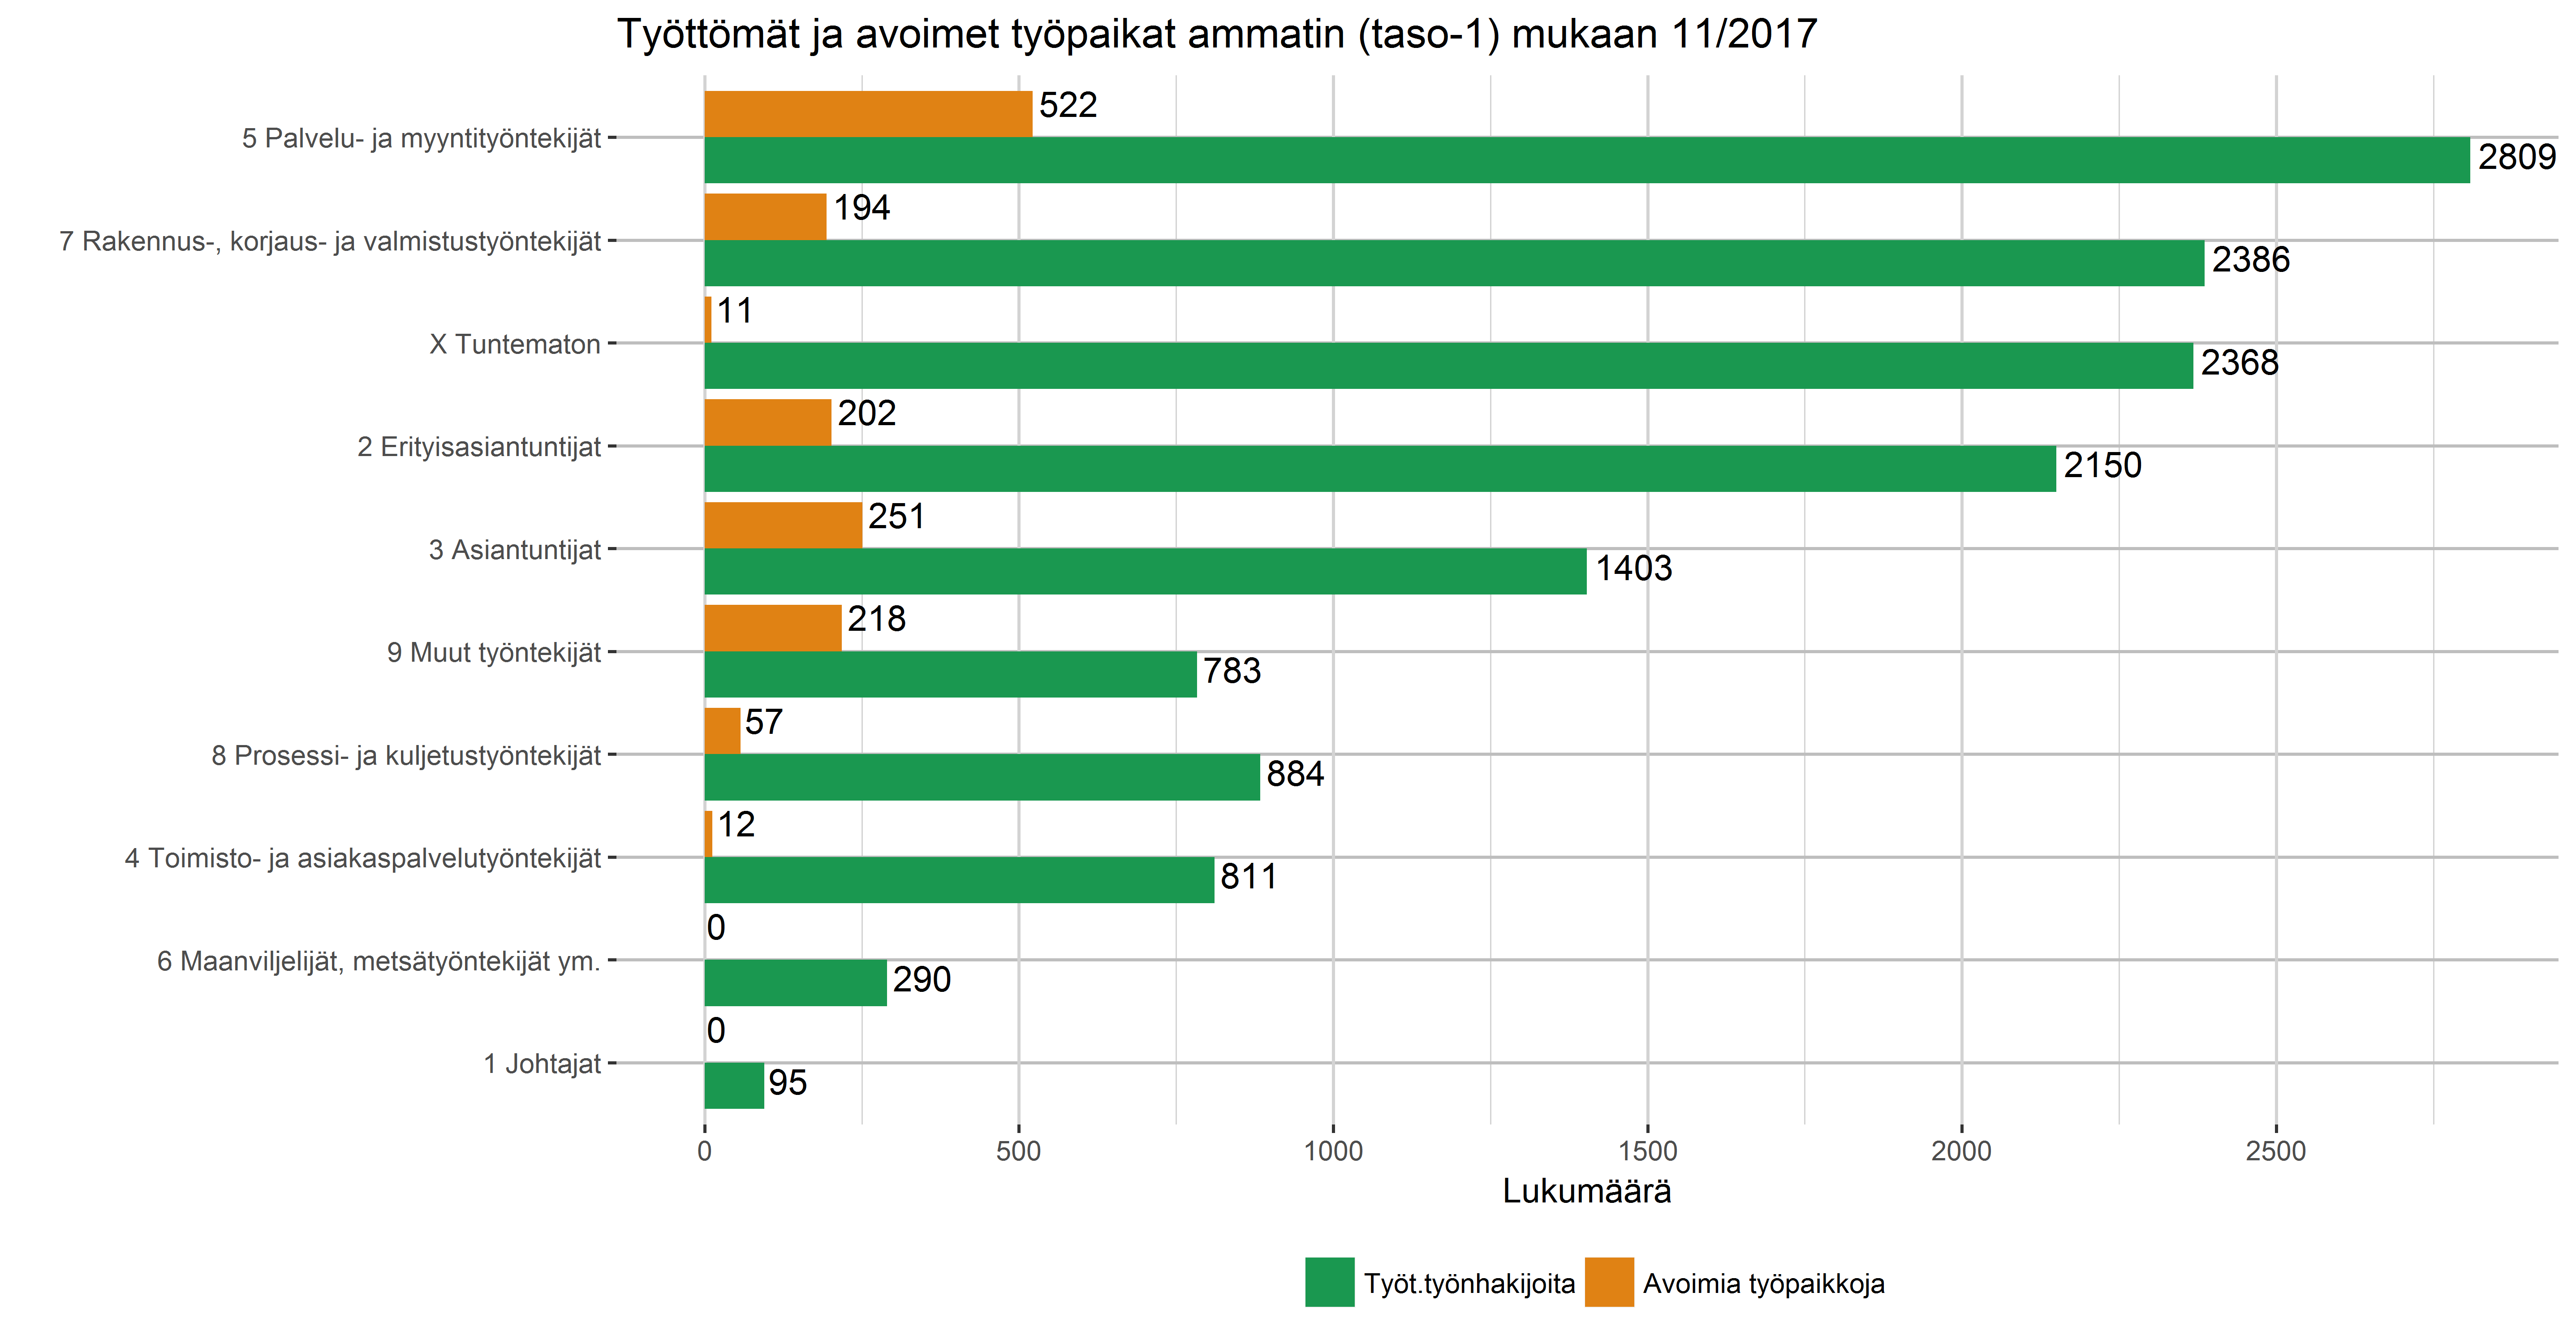 Työttömät ja avoimet työpaikat ammatin (taso-1) mukaan 11/2017
522
5 Palvelu- ja myyntityöntekijät
2809
194
7 Rakennus-, korjaus- ja valmistustyöntekijät
2386
11
X Tuntematon
2368
202
2 Erityisasiantuntijat
2150
251
3 Asiantuntijat
1403
218
9 Muut työntekijät
783
57
8 Prosessi- ja kuljetustyöntekijät
884
12
4 Toimisto- ja asiakaspalvelutyöntekijät
811
0
6 Maanviljelijät, metsätyöntekijät ym.
290
0
1 Johtajat
95
0 500 1000 1500 2000 2500
Lukumäärä
Työt.työnhakijoita Avoimia työpaikkoja